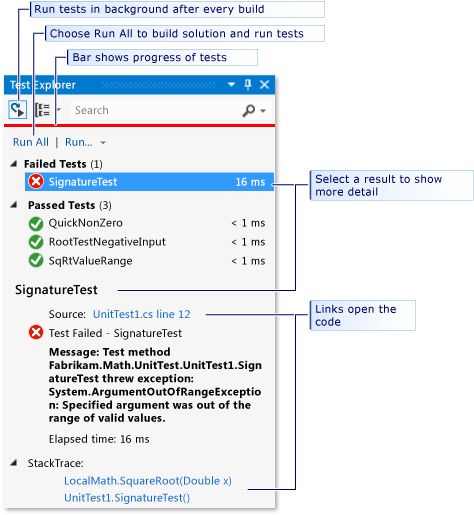 Run tests in background after every build
Choose Run All to build solution and run tests
Bar shows progress of tests
Test Explorer
Search
Run All | Run...
Failed Tests (1)
SignatureTest 16 ms
Select a result to show
more detail
Passed Tests (3)
QuickNonZero < 1 ms
RootTestNegativeInput < 1 ms
SqRtValueRange < 1 ms
SignatureTest
Source: UnitTest1.cs line 12
Links open the
code
Test Failed - SignatureTest
Message: Test method
Fabrikam.Math.UnitTest.UnitTest1.Sig
natureTest threw exception:
System.ArgumentOutOfRangeExceptio
n: Specified argument was out of the
range of valid values.
Elapsed time: 16 ms
StackTrace:
LocalMath.SquareRoot(Double x)
UnitTest1.SignatureTest()